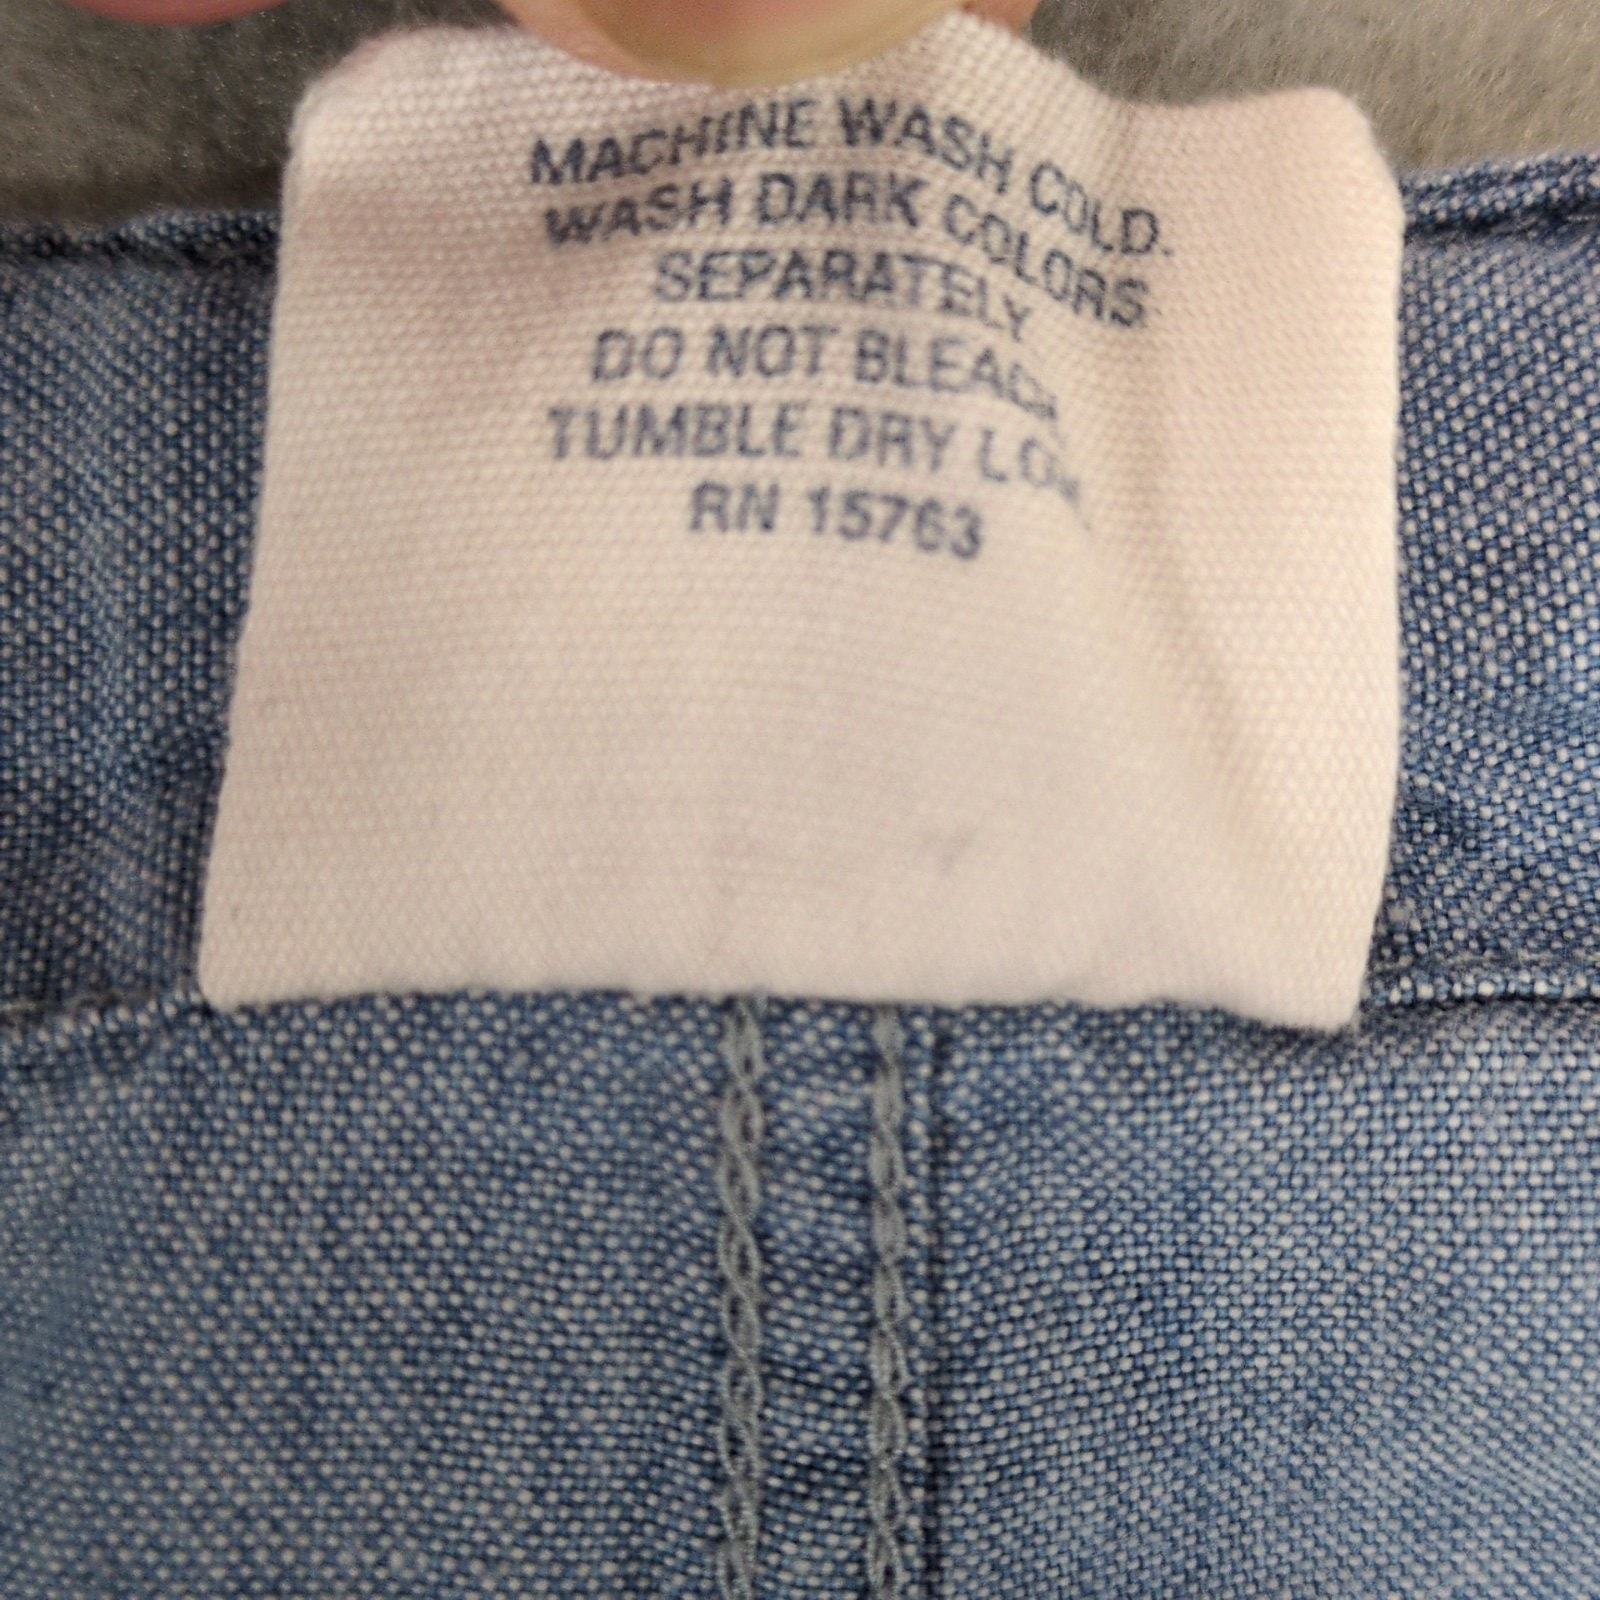 MACHINE WASH COLD.
WASH DARK COLORS
SEPARATELY
DO NOT BLEACH
TUMBLE DRY LOW
RN 15763